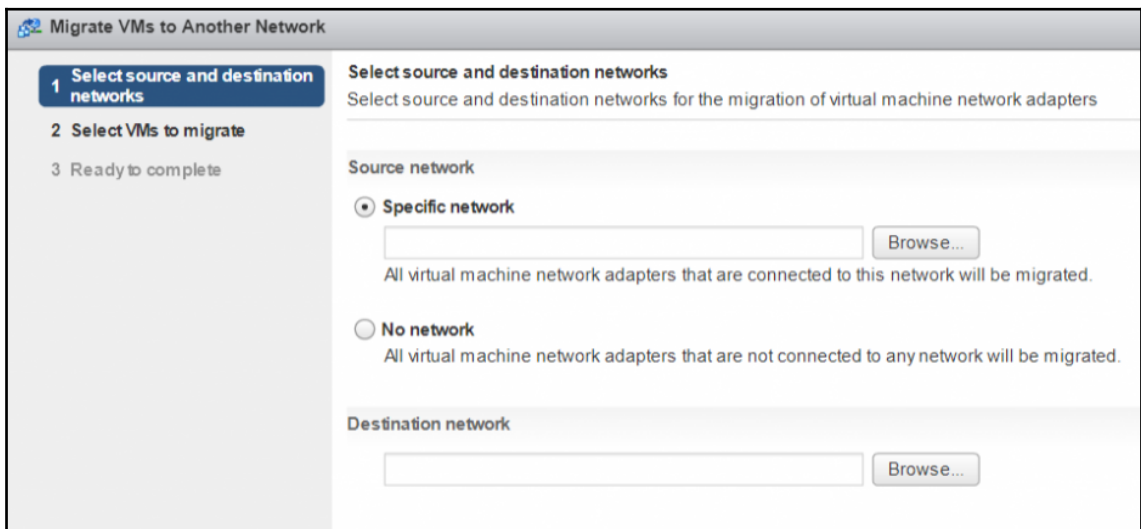 Migrate VMs to Another Network
1 Select source and destination
networks
2 Select VMs to migrate
3 Ready to complete
Select source and destination networks
Select source and destination networks for the migration of virtual machine network adapters
Source network
Specific network
Browse...
All virtual machine network adapters that are connected to this network will be migrated.
No network
All virtual machine network adapters that are not connected to any network will be migrated.
Destination network
Browse...